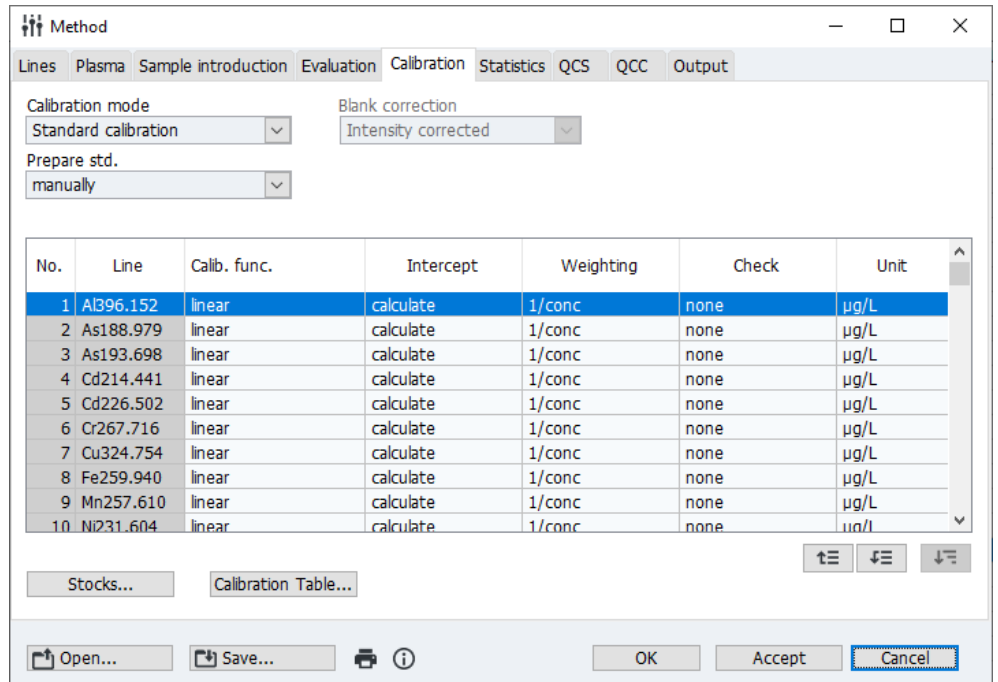 Method
Lines Plasma Sample introduction Evaluation Calibration Statistics QCS QCC Output
Calibration mode Blank correction
Standard calibration Intensity corrected
Prepare std.
manually
No. Line Calib. func. Intercept Weighting Check Unit
1 Al396.152 linear calculate 1/conc none µg/L
2 As188.979 linear calculate 1/conc none µg/L
3 As193.698 linear calculate 1/conc none µg/L
4 Cd214.441 linear calculate 1/conc none µg/L
5 Cd226.502 linear calculate 1/conc none µg/L
6 Cr267.716 linear calculate 1/conc none µg/L
7 Cu324.754 linear calculate 1/conc none µg/L
8 Fe259.940 linear calculate 1/conc none µg/L
9 Mn257.610 linear calculate 1/conc none µg/L
10 Ni231.604 linear calculate 1/conc none µg/L
Stocks... Calibration Table...
Open... Save... OK Accept Cancel